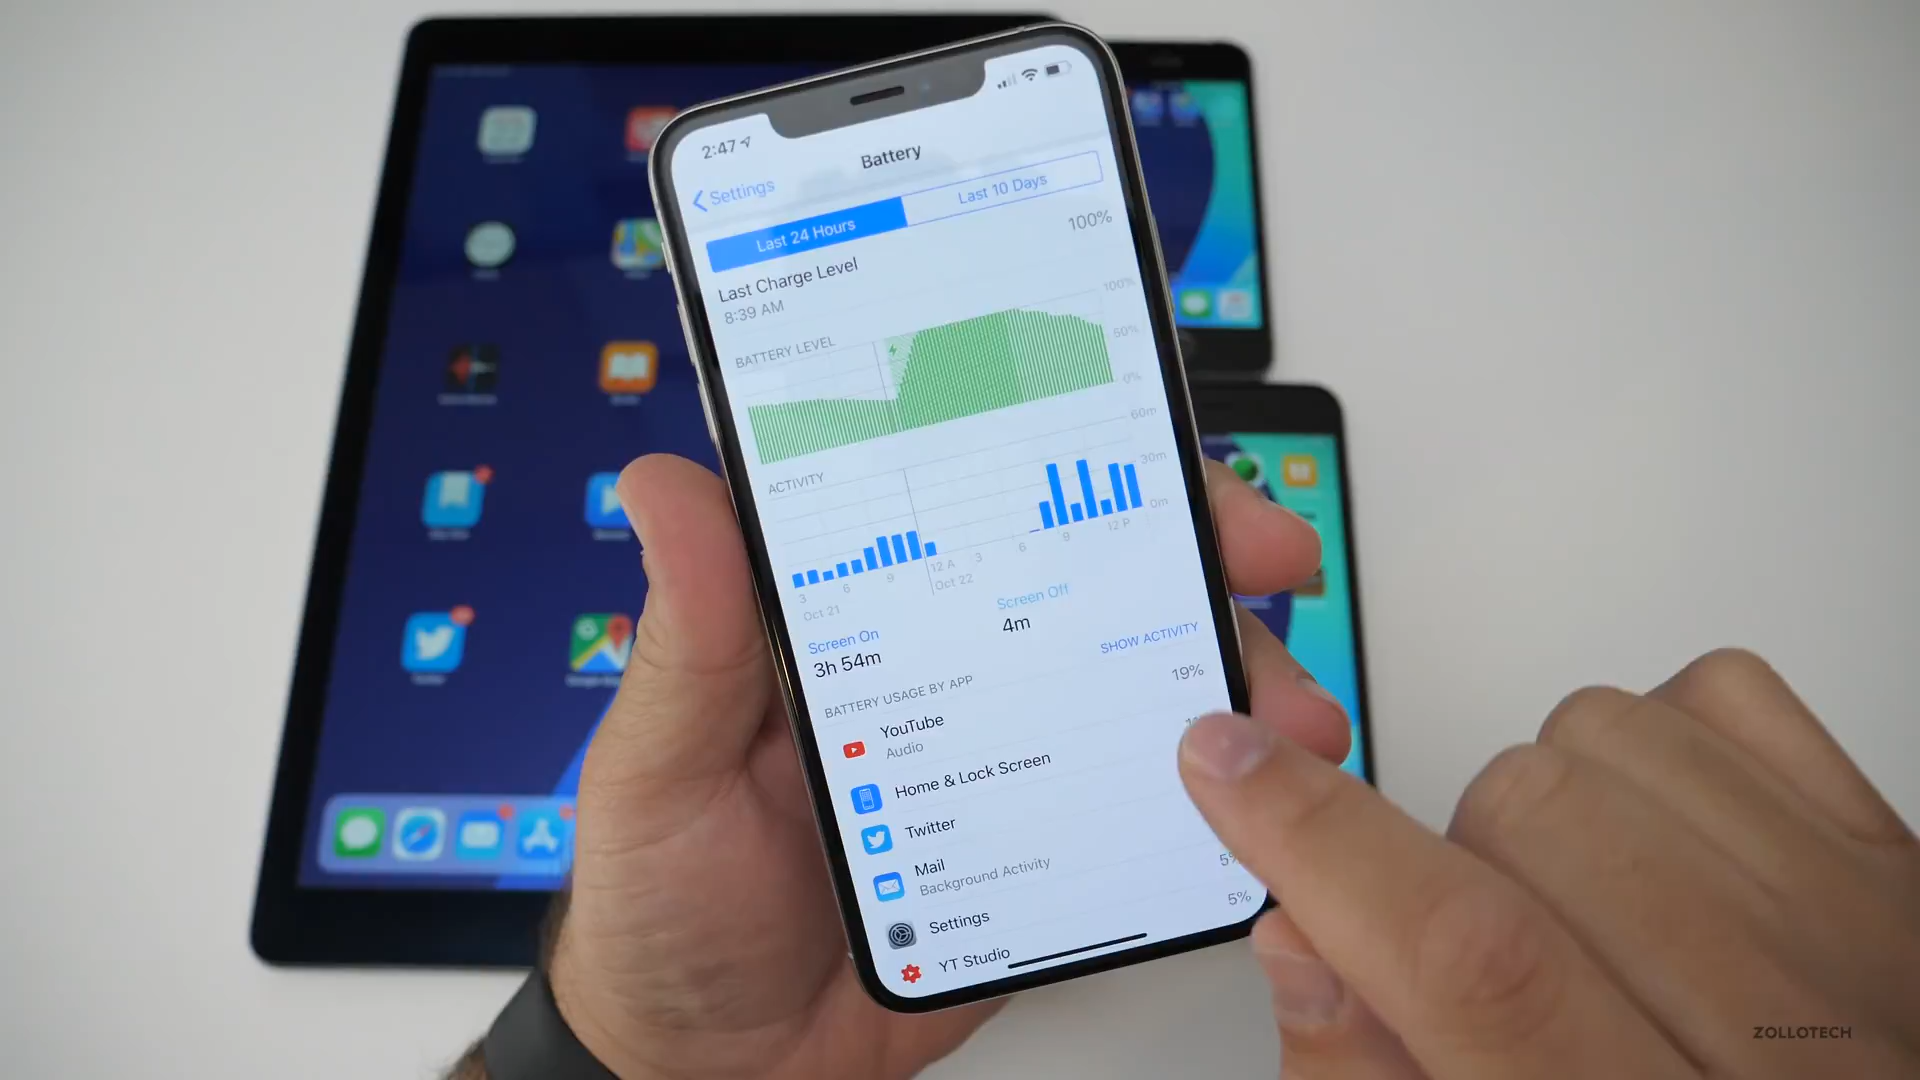 2:47
Battery
Settings
Last 24 Hours
Last 10 Days
Last Charge Level
100%
8:39 AM
BATTERY LEVEL
100%
50%
0%
ACTIVITY
60m
30m
0m
3
6
9
12 A
3
6
9
12 P
Oct 21
Oct 22
Screen On
3h 54m
Screen Off
4m
SHOW ACTIVITY
BATTERY USAGE BY APP
YouTube
19%
Audio
Home & Lock Screen
Twitter
Mail
Background Activity
5%
Settings
5%
YT Studio
ZOLLOTECH